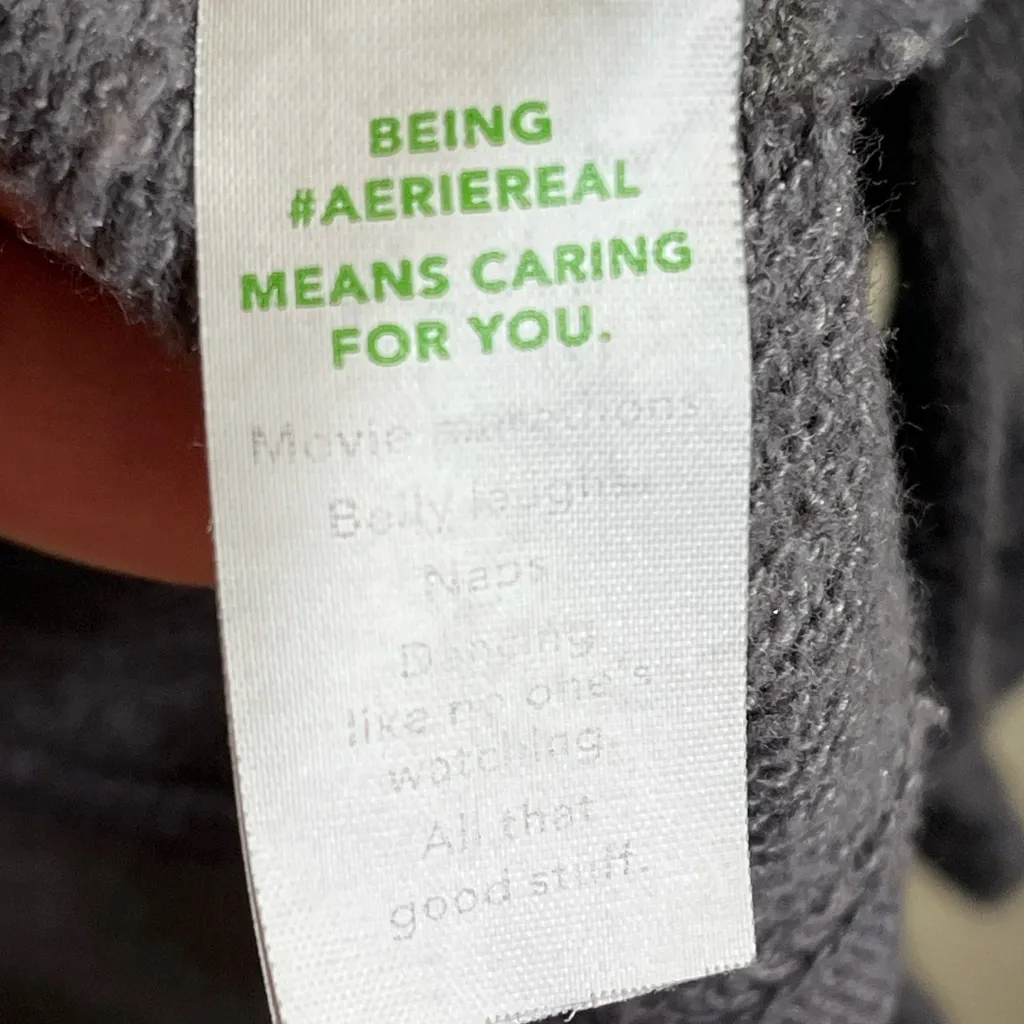 BEING
#AERIEREAL
MEANS CARING
FOR YOU.
Movie marathons.
Belly laughs.
Naps
Dancing
like no one's
watching.
All that
good stuff.